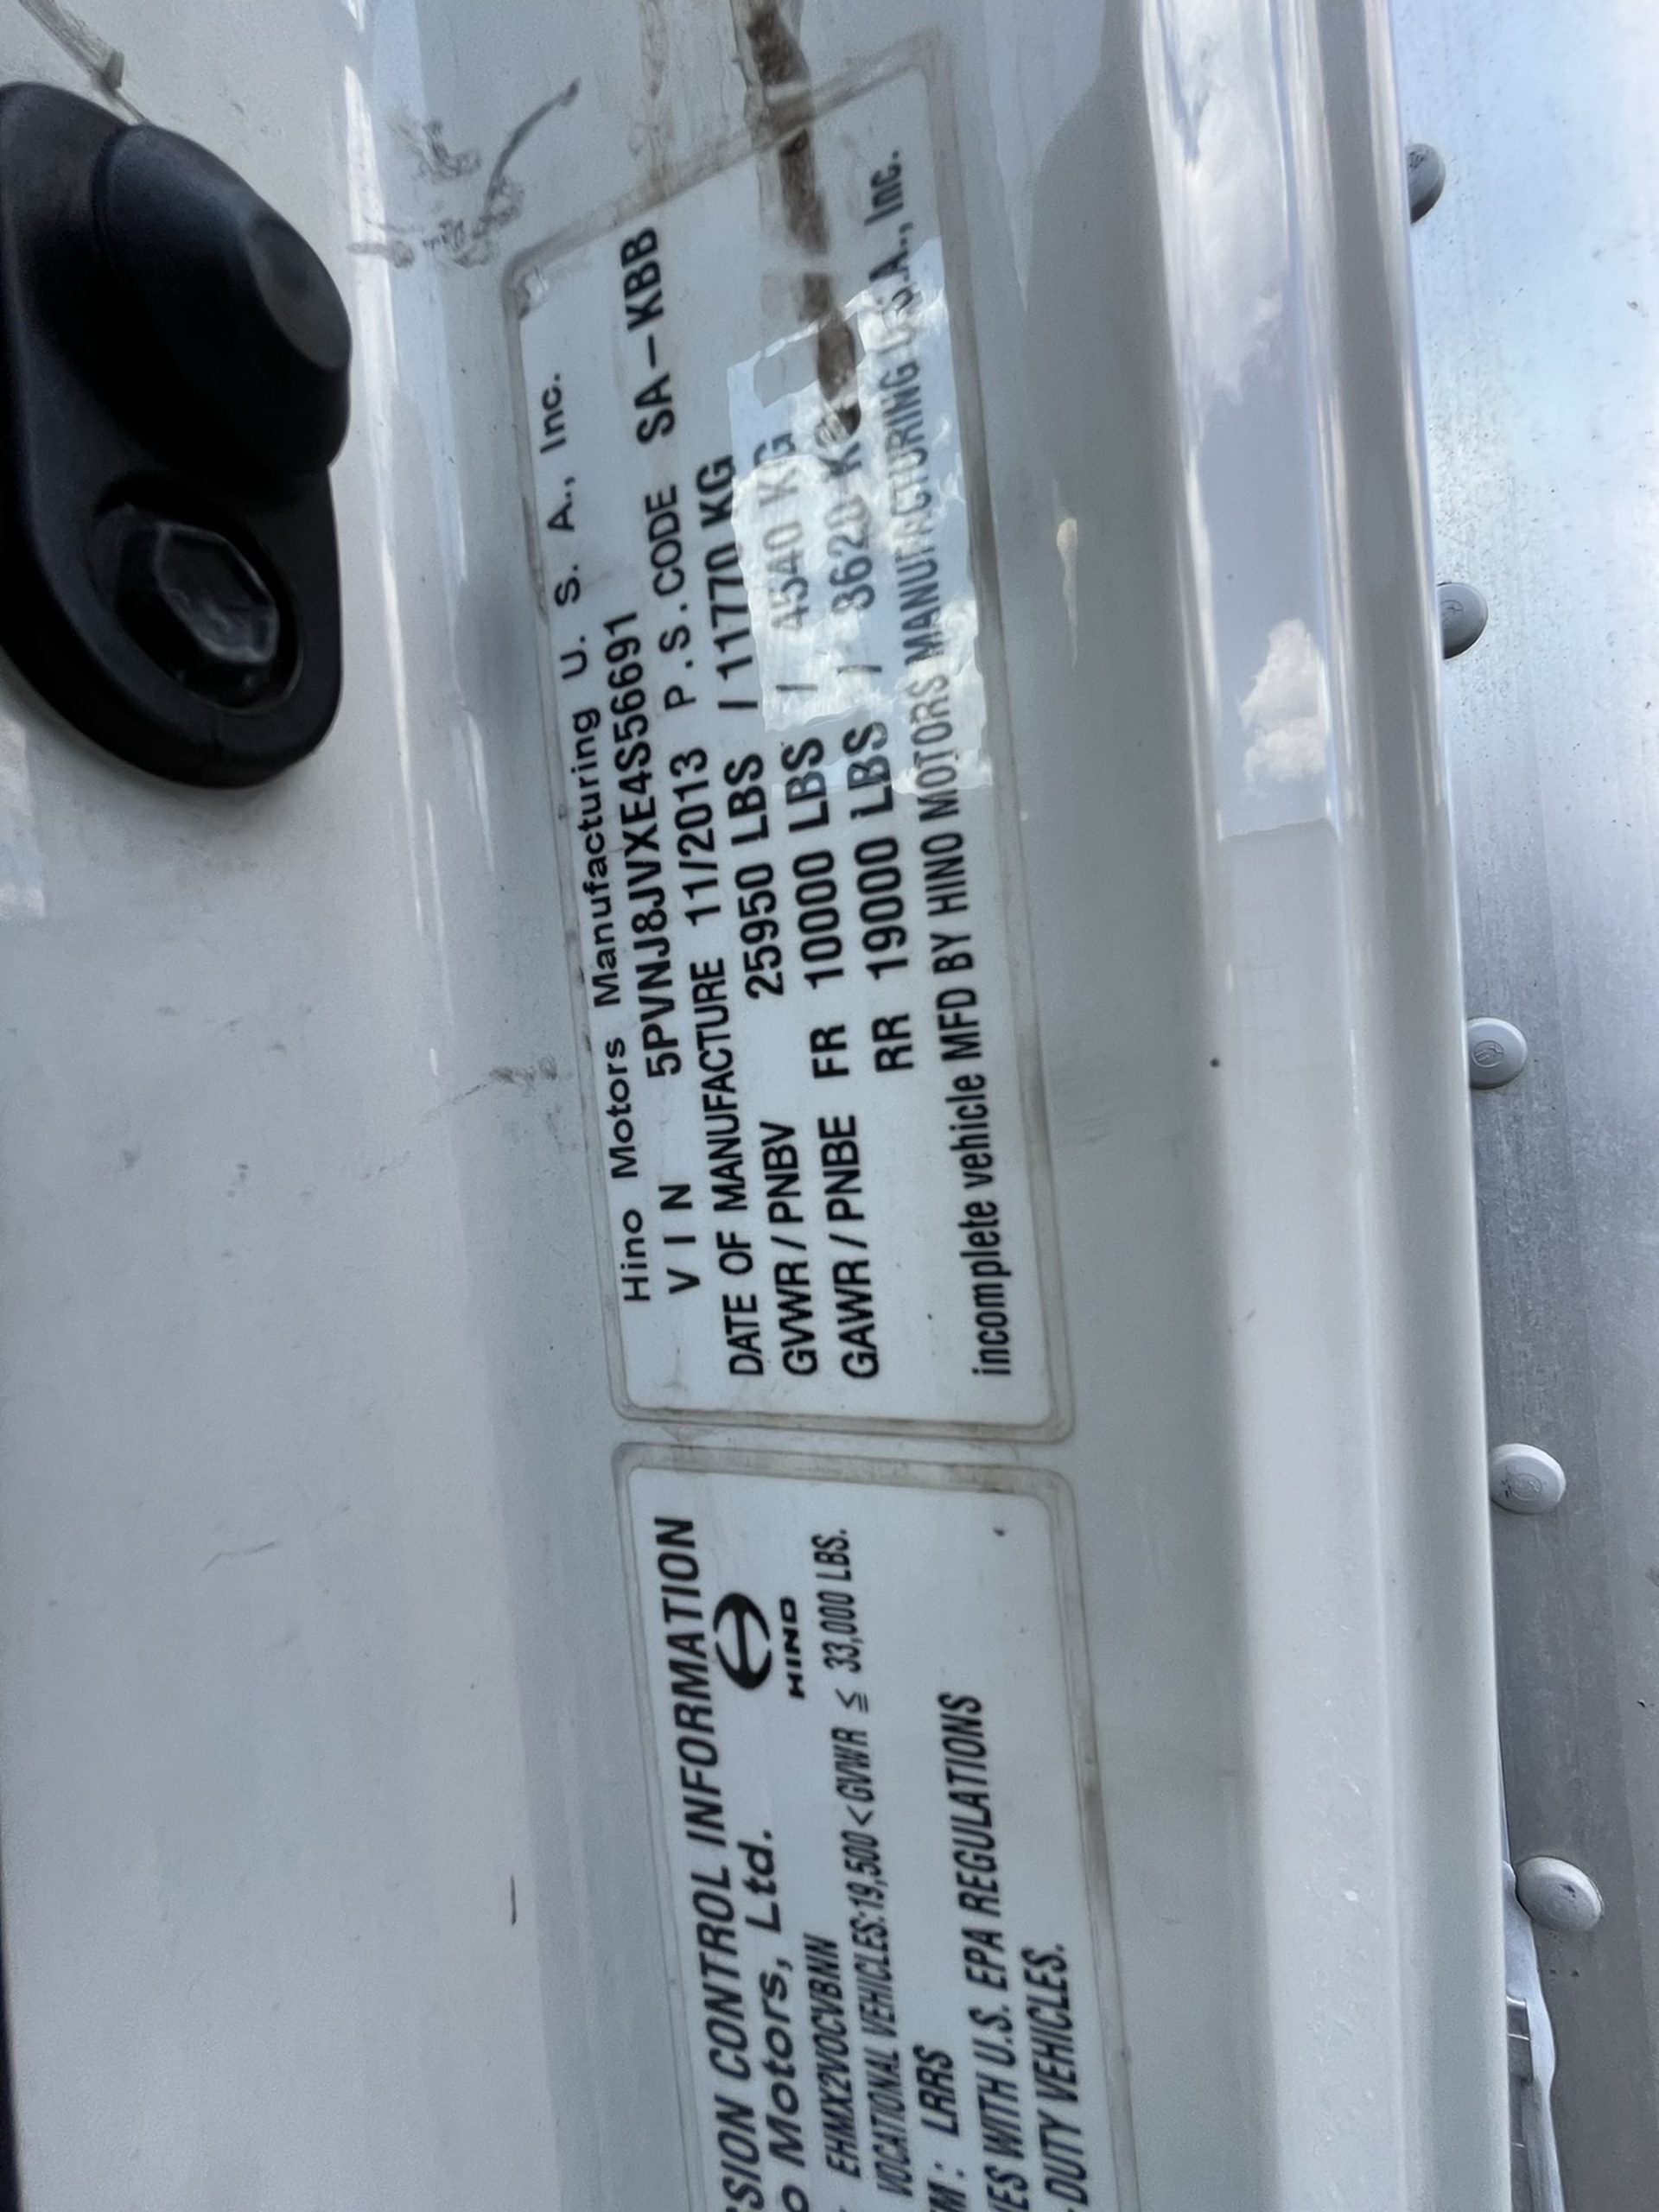 Hino Motors Manufacturing U. S. A., Inc.
VIN 5PVNJ8JVXE4S56691
DATE OF MANUFACTURE 11/2013 P.S.CODE SA-KBB
GVWR / PNBV 25950 LBS / 11770 KG
GAWR / PNBE FR 10000 LBS / 4540 KG
RR 19000 LBS / 8620 KG
incomplete vehicle MFD BY HINO MOTORS MANUFACTURING U.S.A., Inc.
SSION CONTROL INFORMATION
o Motors, Ltd.
HINO
EHMX2VOCVBNN
VOCATIONAL VEHICLES:19,500<GVWR ≦ 33,000 LBS.
M : LRRS
ES WITH U.S. EPA REGULATIONS
-DUTY VEHICLES.